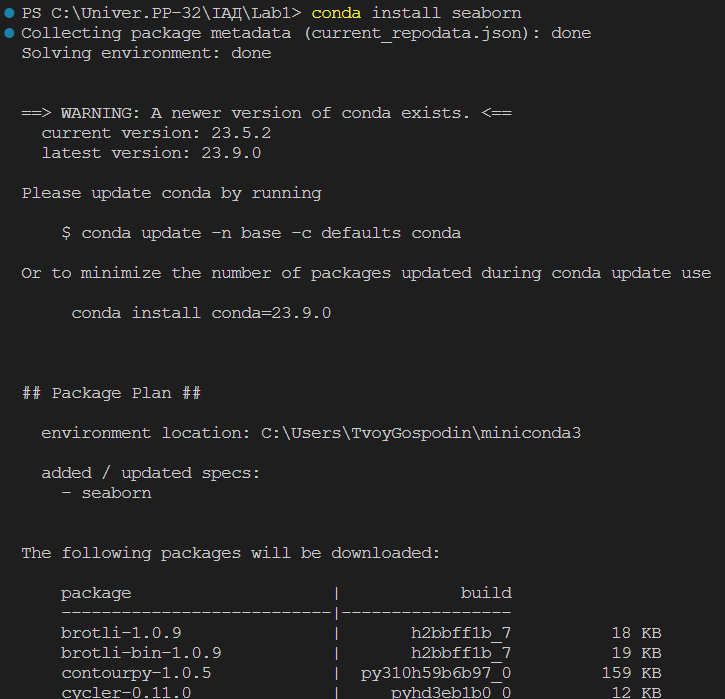 PS C:\Univer.PP-32\ІАД\Lab1> conda install seaborn
Collecting package metadata (current_repodata.json): done
Solving environment: done
==> WARNING: A newer version of conda exists. <==
current version: 23.5.2
latest version: 23.9.0
Please update conda by running
$ conda update -n base -c defaults conda
Or to minimize the number of packages updated during conda update use
conda install conda=23.9.0
## Package Plan ##
environment location: C:\Users\TvoyGospodin\miniconda3
added / updated specs:
- seaborn
The following packages will be downloaded:
package | build
---------------------------|-----------------
brotli-1.0.9 | h2bbff1b_7 18 KB
brotli-bin-1.0.9 | h2bbff1b_7 19 KB
contourpy-1.0.5 | py310h59b6b97_0 159 KB
cycler-0.11.0 | pyhd3eb1b0_0 12 KB